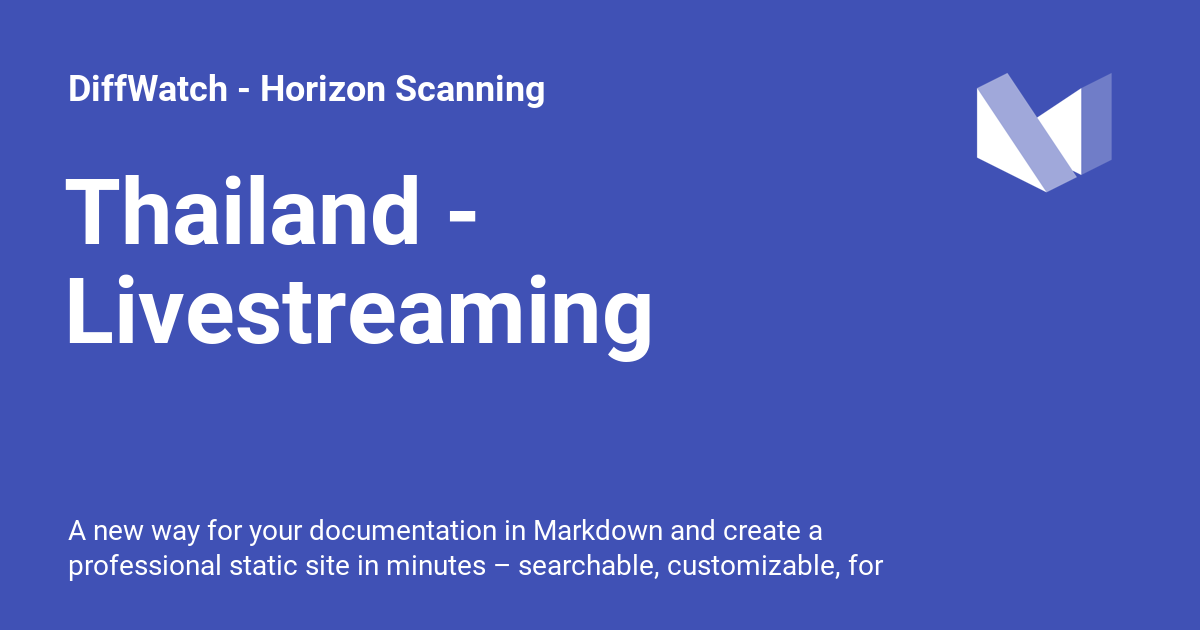 DiffWatch - Horizon Scanning
Thailand -
Livestreaming
A new way for your documentation in Markdown and create a
professional static site in minutes – searchable, customizable, for